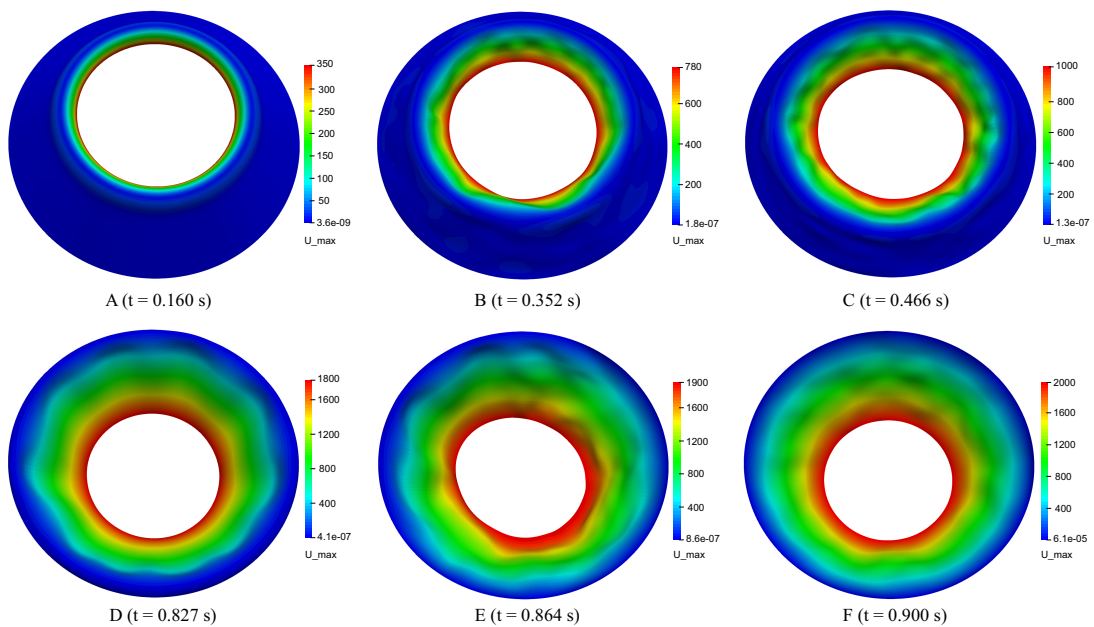 350
300
250
200
150
100
50
3.6e-09
U_max
A (t = 0.160 s)
780
600
400
200
1.8e-07
U_max
B (t = 0.352 s)
1000
800
600
400
200
1.3e-07
U_max
C (t = 0.466 s)
1800
1600
1200
800
400
4.1e-07
U_max
D (t = 0.827 s)
1900
1600
1200
800
400
8.6e-07
U_max
E (t = 0.864 s)
2000
1600
1200
800
400
6.1e-05
U_max
F (t = 0.900 s)